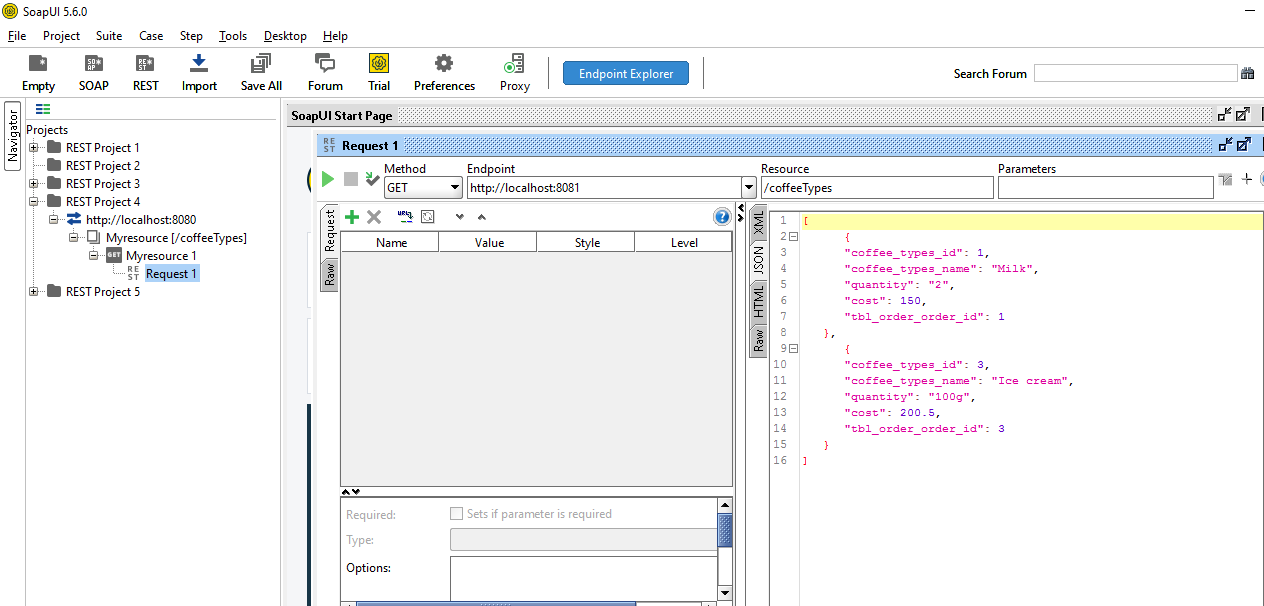 SoapUI 5.6.0
File Project Suite Case Step Tools Desktop Help
Empty SOAP REST Import Save All Forum Trial Preferences Proxy Endpoint Explorer Search Forum
Navigator
Projects
REST Project 1
REST Project 2
REST Project 3
REST Project 4
http://localhost:8080
Myresource [/coffeeTypes]
GET Myresource 1
RE ST Request 1
REST Project 5
SoapUI Start Page
RE ST Request 1
Method Endpoint Resource Parameters
GET http://localhost:8081 /coffeeTypes
Request
Raw
Name Value Style Level
Required: Sets if parameter is required
Type:
Options:
XML
JSON
HTML
Raw
1 [
2 {
3 "coffee_types_id": 1,
4 "coffee_types_name": "Milk",
5 "quantity": "2",
6 "cost": 150,
7 "tbl_order_order_id": 1
8 },
9 {
10 "coffee_types_id": 3,
11 "coffee_types_name": "Ice cream",
12 "quantity": "100g",
13 "cost": 200.5,
14 "tbl_order_order_id": 3
15 }
16 ]